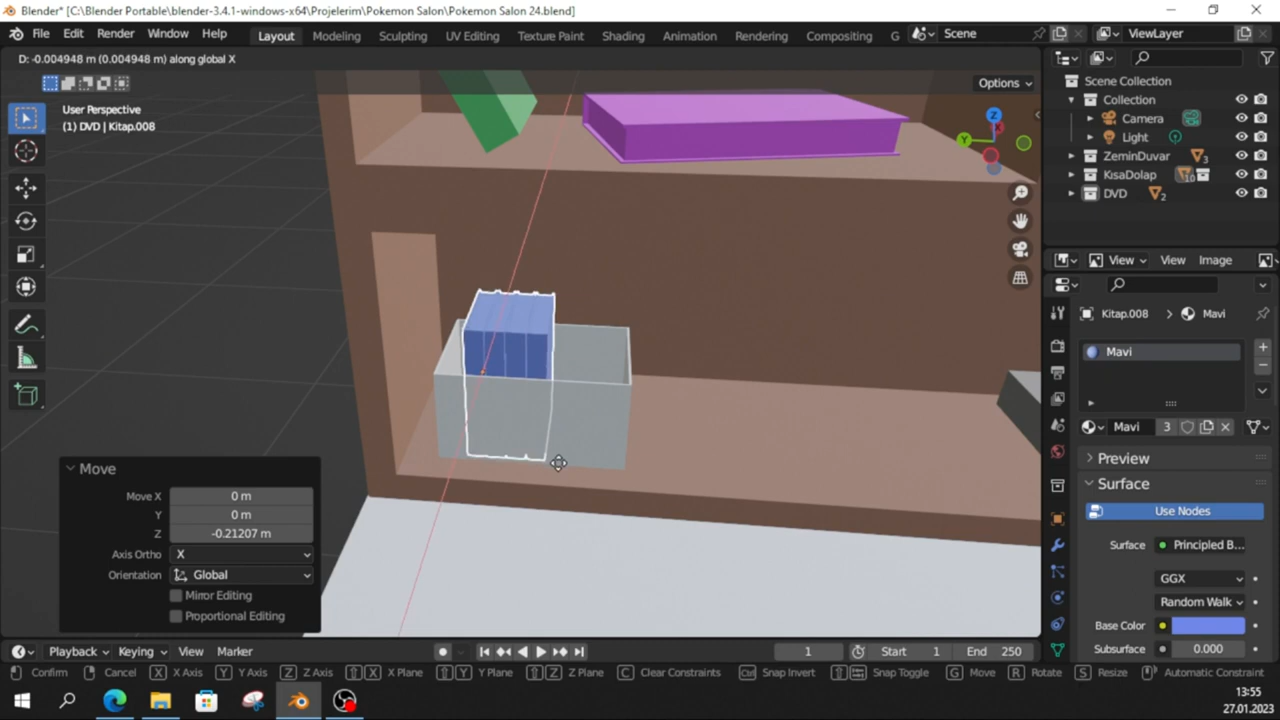 Blender* [C:\Blender Portable\blender-3.4.1-windows-x64\Projelerim\Pokemon Salon\Pokemon Salon 24.blend]
File Edit Render Window Help Layout Modeling Sculpting UV Editing Texture Paint Shading Animation Rendering Compositing G Scene ViewLayer
D: -0.004948 m (0.004948 m) along global X
Options
User Perspective
(1) DVD | Kitap.008
Z
Y
Scene Collection
Collection
Camera
Light
ZeminDuvar 3
KısaDolap 10
DVD 2
View View Image
Kitap.008 > Mavi
Mavi
Mavi 3
Preview
Surface
Use Nodes
Surface Principled B...
GGX
Random Walk
Base Color
Subsurface 0.000
Move
Move X 0 m
Y 0 m
Z -0.21207 m
Axis Ortho X
Orientation Global
Mirror Editing
Proportional Editing
Playback Keying View Marker 1 Start 1 End 250
Confirm Cancel X X Axis Y Y Axis Z Z Axis X X Plane Y Y Plane Z Z Plane C Clear Constraints Ctrl Snap Invert Snap Toggle G Move R Rotate S Resize Automatic Constraint
13:55
27.01.2023